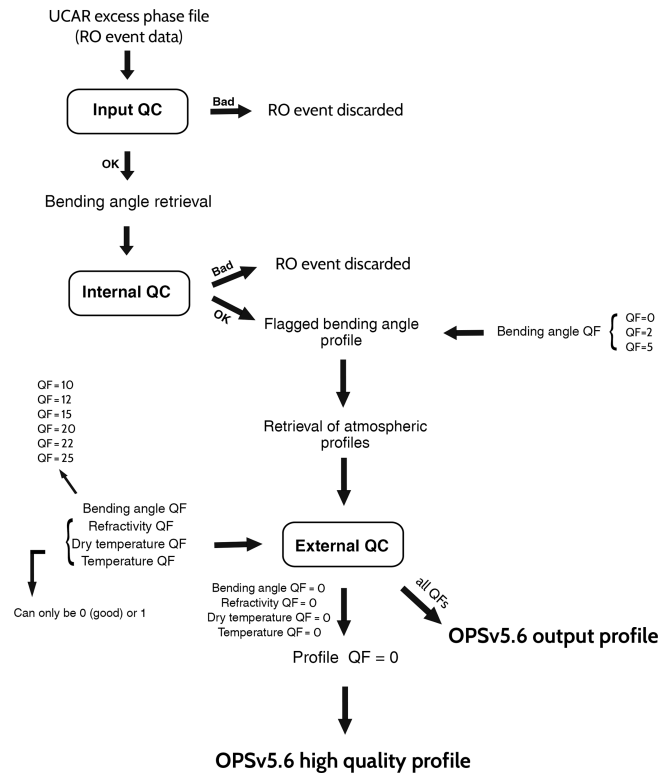 UCAR excess phase file
(RO event data)
Input QC
Bad
RO event discarded
OK
Bending angle retrieval
Internal QC
Bad
RO event discarded
OK
Flagged bending angle
profile
Bending angle QF
QF=0
QF=2
QF=5
Retrieval of atmospheric
profiles
QF=10
QF=12
QF=15
QF=20
QF=22
QF=25
Bending angle QF
Refractivity QF
Dry temperature QF
Temperature QF
Can only be 0 (good) or 1
External QC
Bending angle QF = 0
Refractivity QF = 0
Dry temperature QF = 0
Temperature QF = 0
all QFs
OPSv5.6 output profile
Profile QF = 0
OPSv5.6 high quality profile